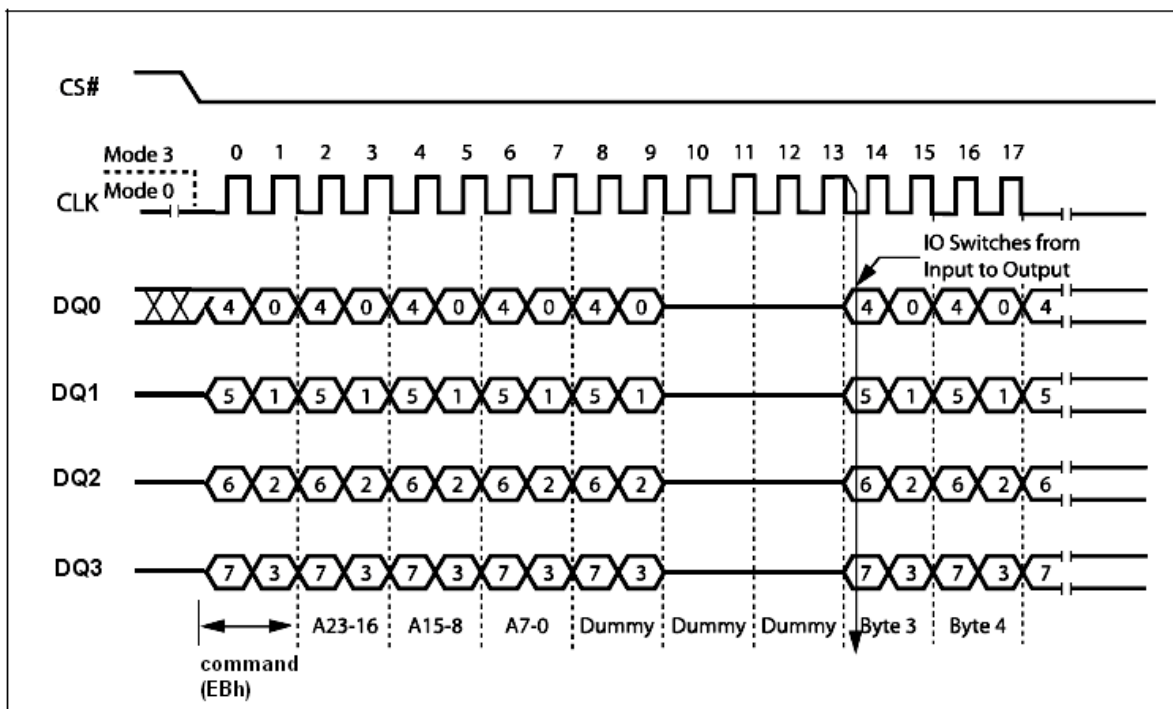 CS#
Mode 3
0 1 2 3 4 5 6 7 8 9 10 11 12 13 14 15 16 17
CLK
Mode 0
IO Switches from
Input to Output
DQ0
4 0 4 0 4 0 4 0 4 0 4 0 4 0 4
DQ1
5 1 5 1 5 1 5 1 5 1 5 1 5 1 5
DQ2
6 2 6 2 6 2 6 2 6 2 6 2 6 2 6
DQ3
7 3 7 3 7 3 7 3 7 3 7 3 7 3 7
A23-16 A15-8 A7-0 Dummy Dummy Dummy Byte 3 Byte 4
command
(EBh)